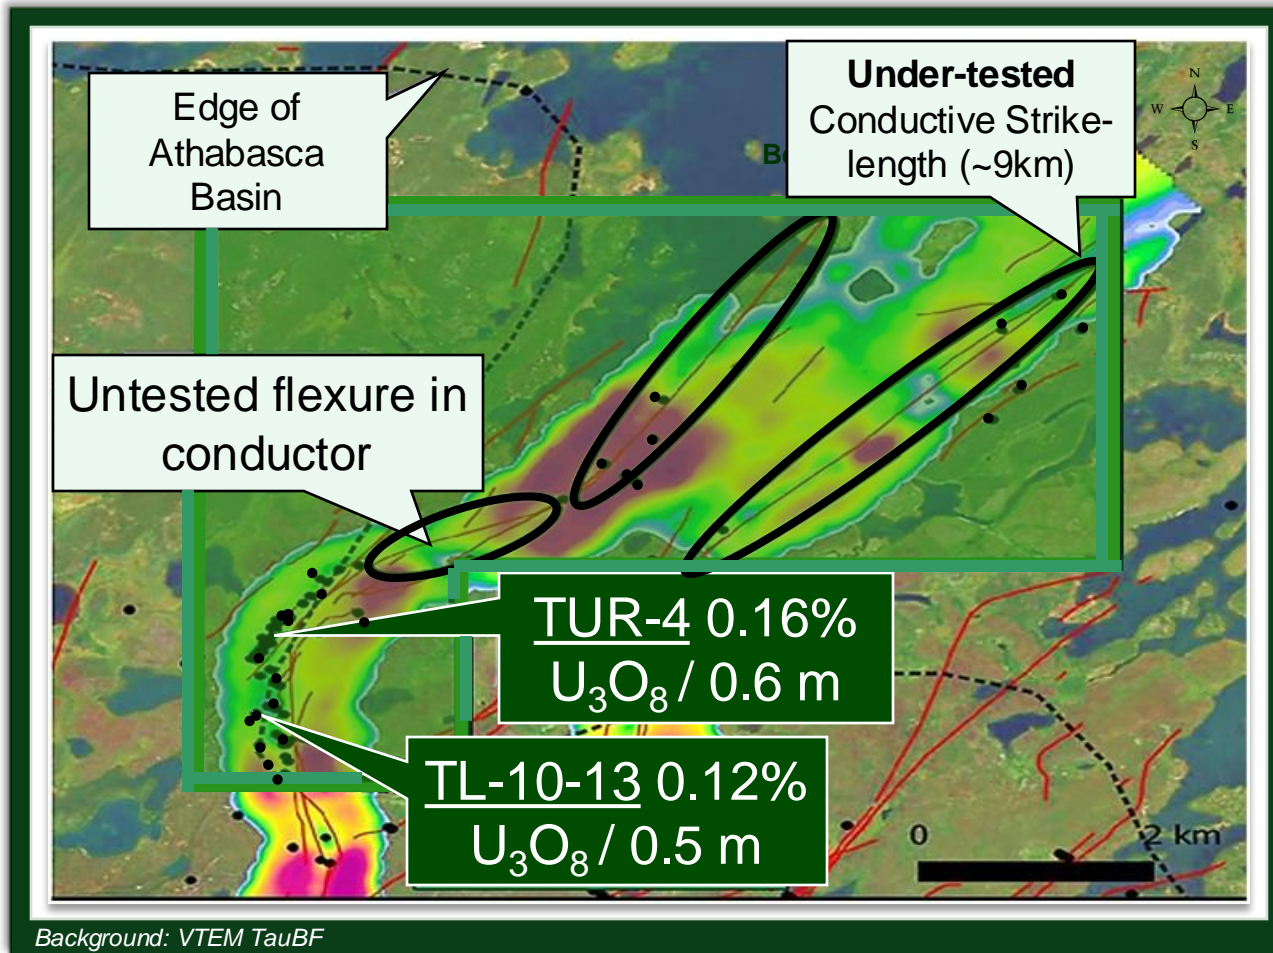 Edge of
Athabasca
Basin
Under-tested
Conductive Strike-
length (~9km)
N
W E
S
Untested flexure in
conductor
TUR-4 0.16%
U₃O₈ / 0.6 m
TL-10-13 0.12%
U₃O₈ / 0.5 m
0 2 km
Background: VTEM TauBF